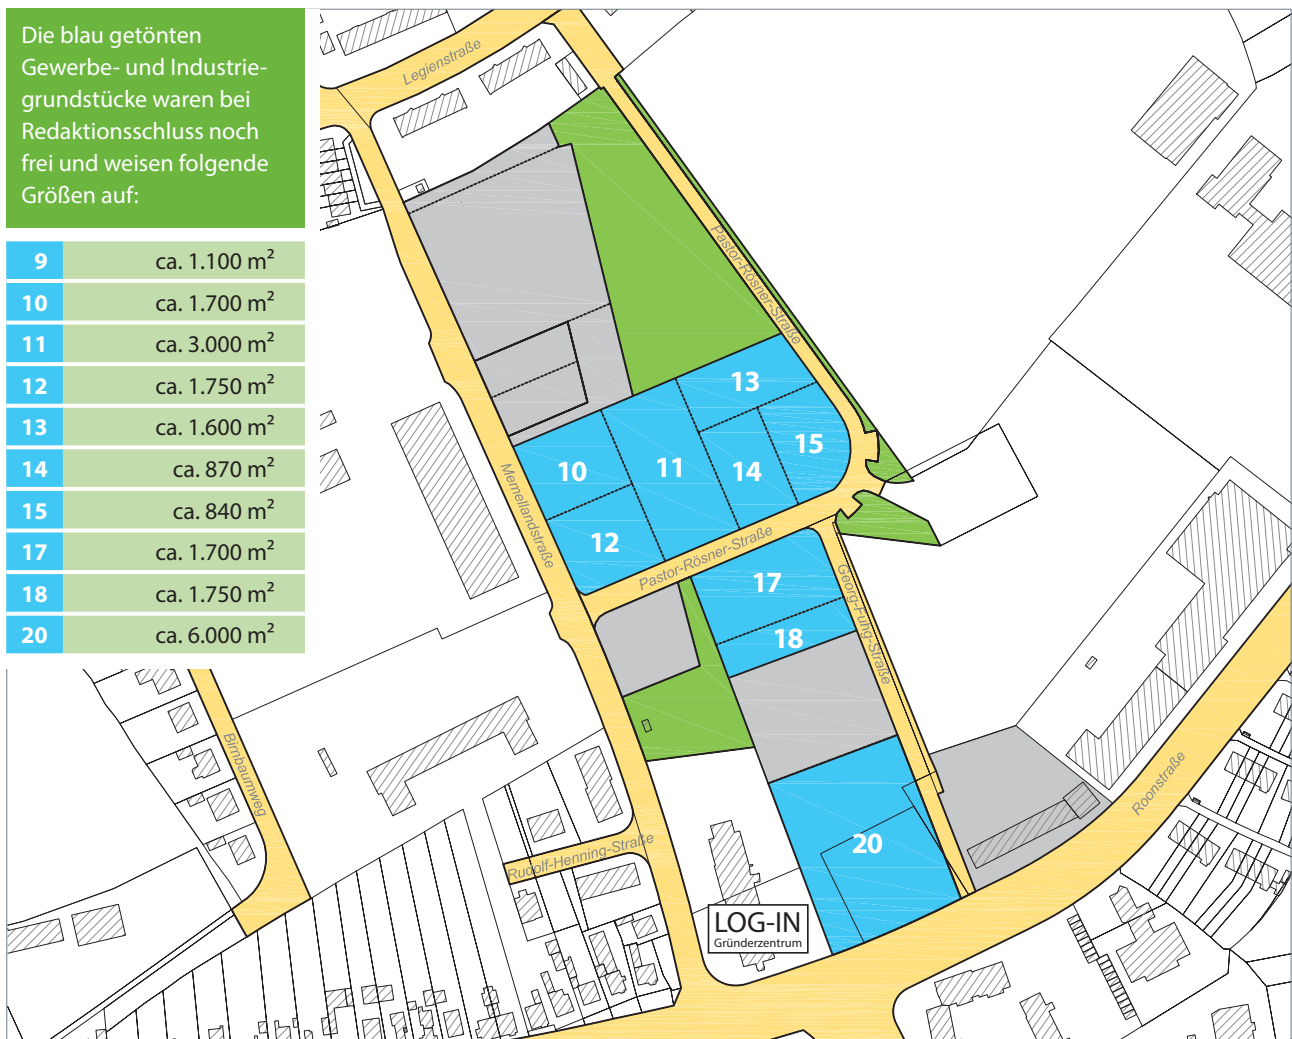 Die blau getönten
Gewerbe- und Industrie-
grundstücke waren bei
Redaktionsschluss noch
frei und weisen folgende
Größen auf:
9 ca. 1.100 m²
10 ca. 1.700 m²
11 ca. 3.000 m²
12 ca. 1.750 m²
13 ca. 1.600 m²
14 ca. 870 m²
15 ca. 840 m²
17 ca. 1.700 m²
18 ca. 1.750 m²
20 ca. 6.000 m²
Legienstraße
Pastor-Rösner-Straße
13
15
10
11
14
12
Memellandstraße
Pastor-Rösner-Straße
17
18
Georg-Fuhg-Straße
Birnbaumweg
Roonstraße
Rudolf-Henning-Straße
20
LOG-IN
Gründerzentrum